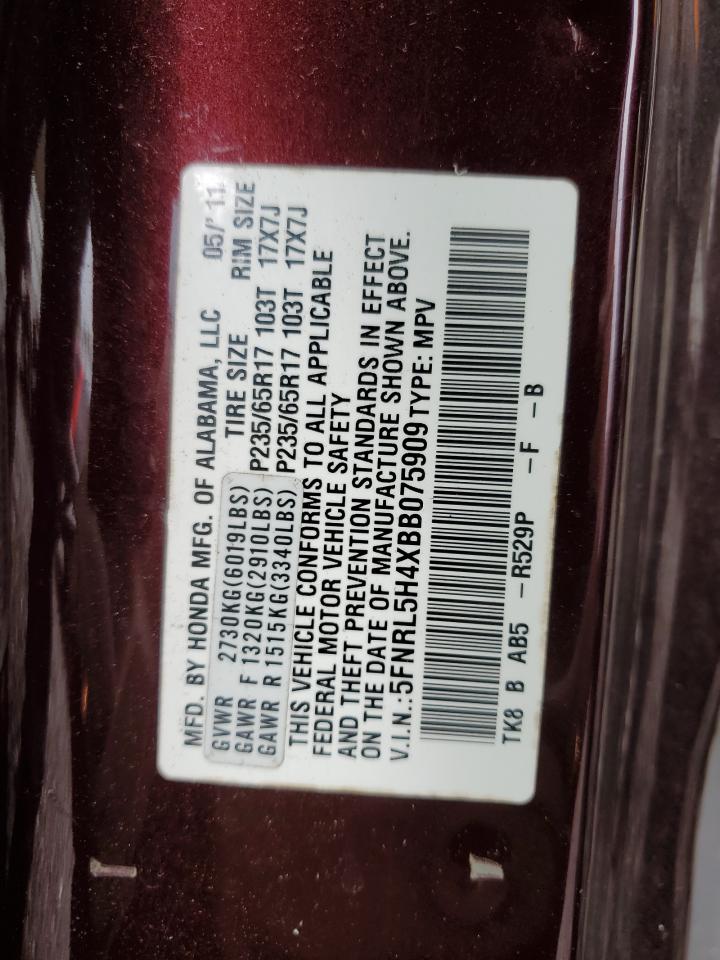 MFD. BY HONDA MFG. OF ALABAMA, LLC 05/'11
GVWR 2730KG(6019LBS) TIRE SIZE RIM SIZE
GAWR F 1320KG(2910LBS) P235/65R17 103T 17X7J
GAWR R 1515KG(3340LBS) P235/65R17 103T 17X7J
THIS VEHICLE CONFORMS TO ALL APPLICABLE
FEDERAL MOTOR VEHICLE SAFETY
AND THEFT PREVENTION STANDARDS IN EFFECT
ON THE DATE OF MANUFACTURE SHOWN ABOVE.
V.I.N.: 5FNRL5H4XBB075909 TYPE: MPV
TK8 B AB5 -R529P -F -B